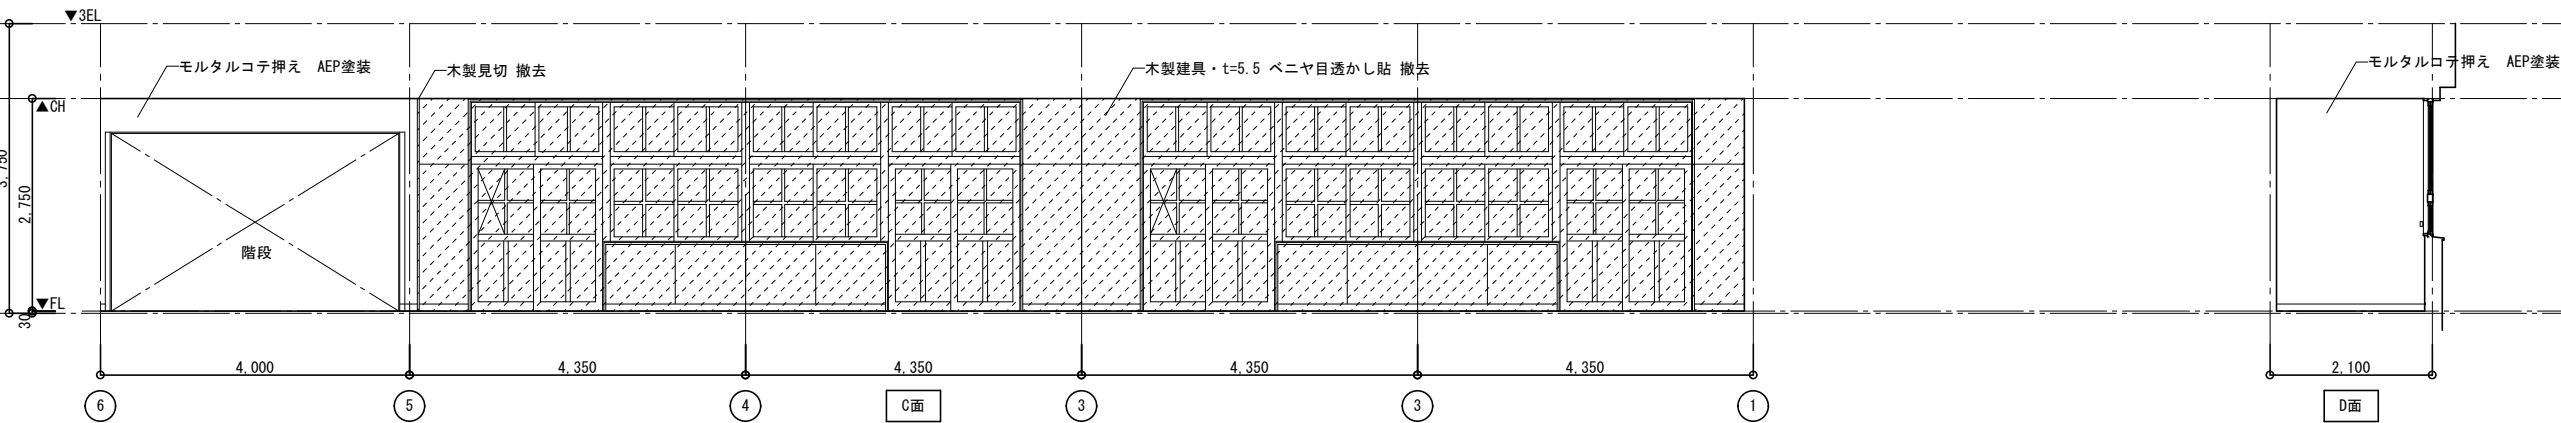 ▼3EL
モルタルコテ押え　AEP塗装
木製見切 撤去
木製建具・t=5.5 ベニヤ目透かし貼 撤去
モルタルコテ押え　AEP塗装
▲CH
3,750
2,750
階段
▼FL
30
4,000
4,350
4,350
4,350
4,350
2,100
6
5
4
C面
3
3
1
D面